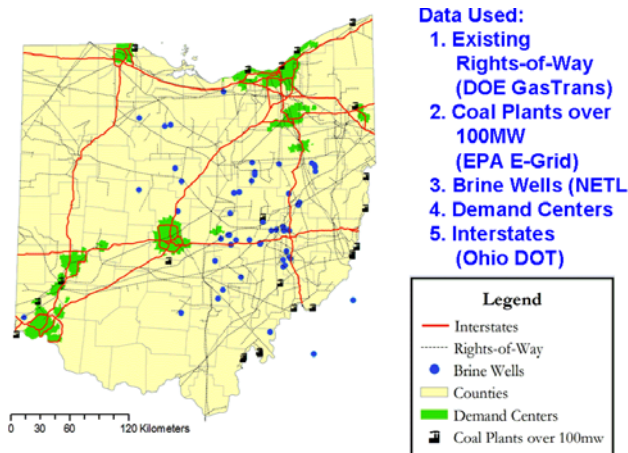 Data Used:
1. Existing
Rights-of-Way
(DOE GasTrans)
2. Coal Plants over
100MW
(EPA E-Grid)
3. Brine Wells (NETL
4. Demand Centers
5. Interstates
(Ohio DOT)
Legend
Interstates
Rights-of-Way
Brine Wells
Counties
Demand Centers
Coal Plants over 100mw
0 30 60 120 Kilometers